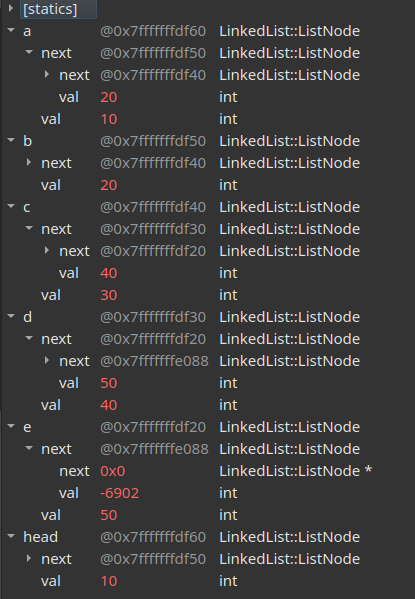 [statics]
a @0x7fffffffdf60 LinkedList::ListNode
next @0x7fffffffdf50 LinkedList::ListNode
next @0x7fffffffdf40 LinkedList::ListNode
val 20 int
val 10 int
b @0x7fffffffdf50 LinkedList::ListNode
next @0x7fffffffdf40 LinkedList::ListNode
val 20 int
c @0x7fffffffdf40 LinkedList::ListNode
next @0x7fffffffdf30 LinkedList::ListNode
next @0x7fffffffdf20 LinkedList::ListNode
val 40 int
val 30 int
d @0x7fffffffdf30 LinkedList::ListNode
next @0x7fffffffdf20 LinkedList::ListNode
next @0x7fffffffe088 LinkedList::ListNode
val 50 int
val 40 int
e @0x7fffffffdf20 LinkedList::ListNode
next @0x7fffffffe088 LinkedList::ListNode
next 0x0 LinkedList::ListNode *
val -6902 int
val 50 int
head @0x7fffffffdf60 LinkedList::ListNode
next @0x7fffffffdf50 LinkedList::ListNode
val 10 int